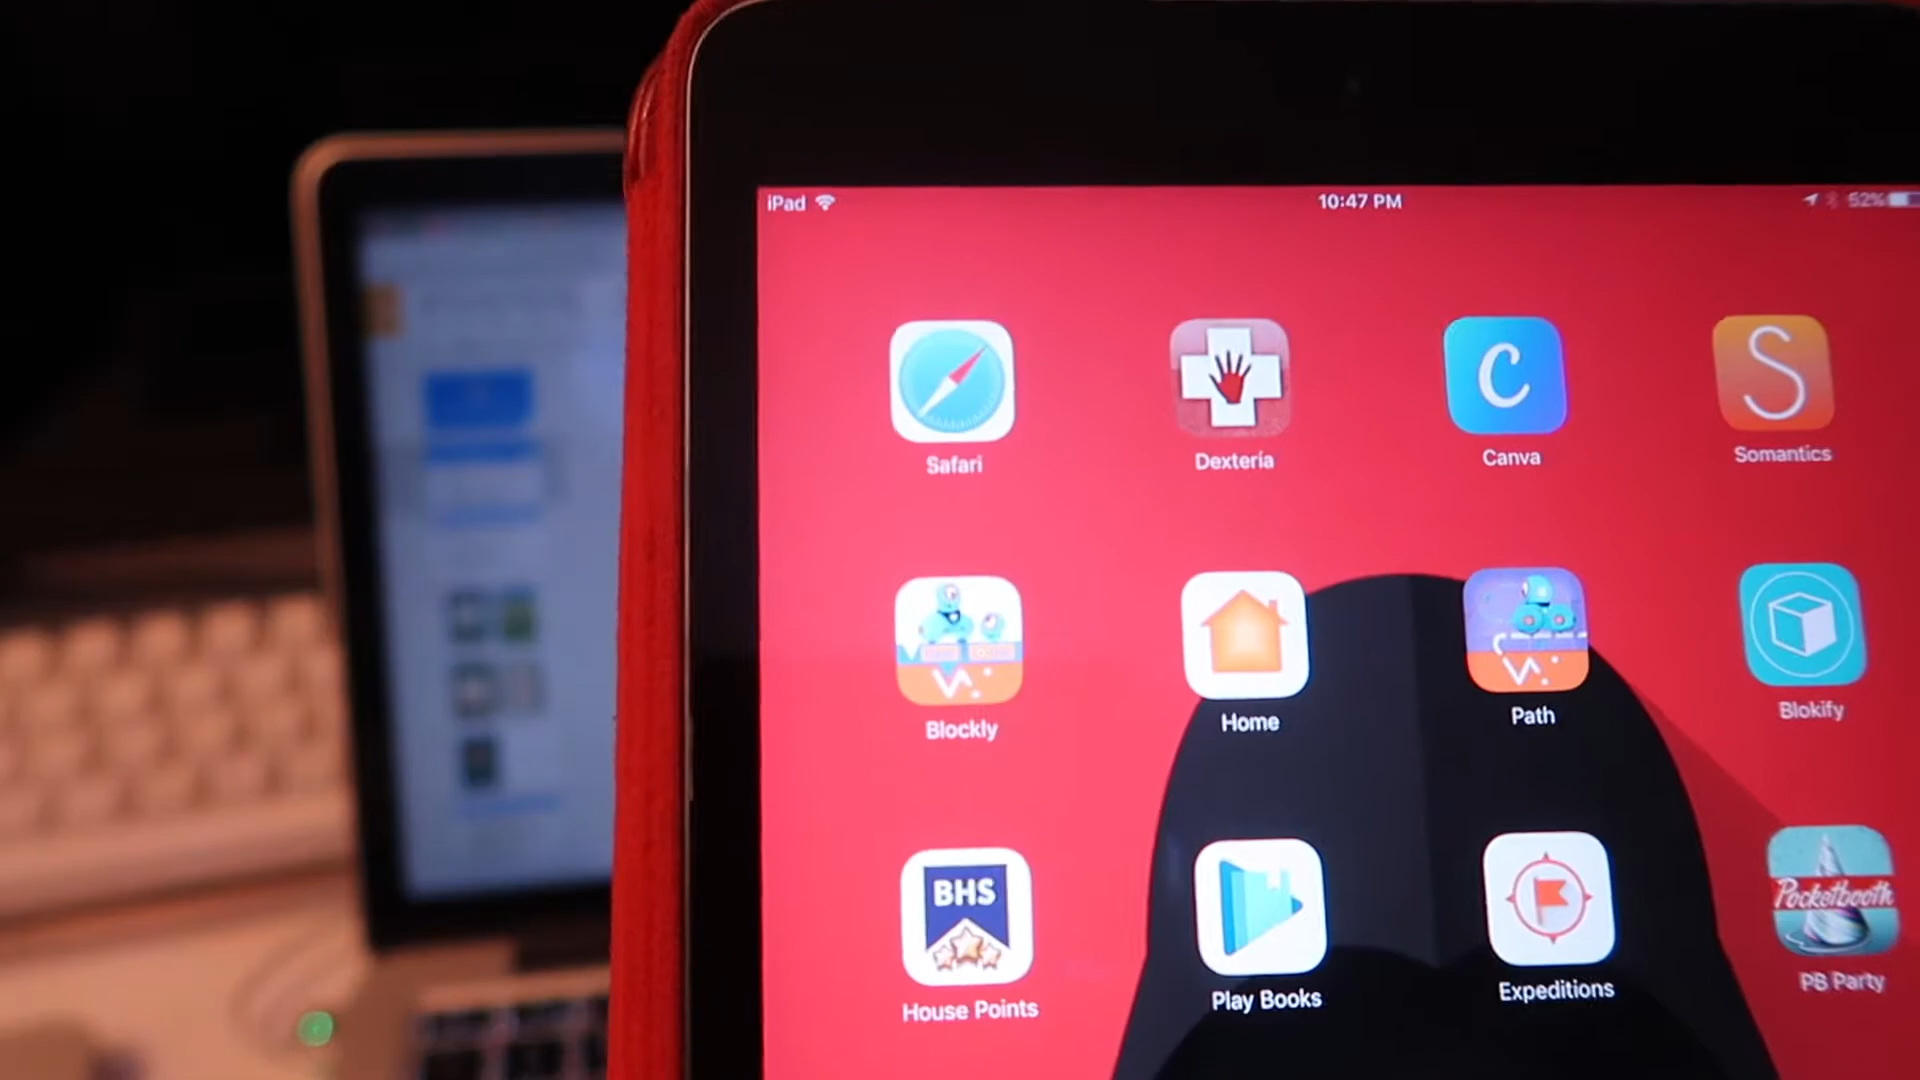 iPad 10:47 PM 52%
Safari Dexteria Canva Somantics
Blockly Home Path Blokify
BHS
Pocketbooth
House Points Play Books Expeditions PB Party